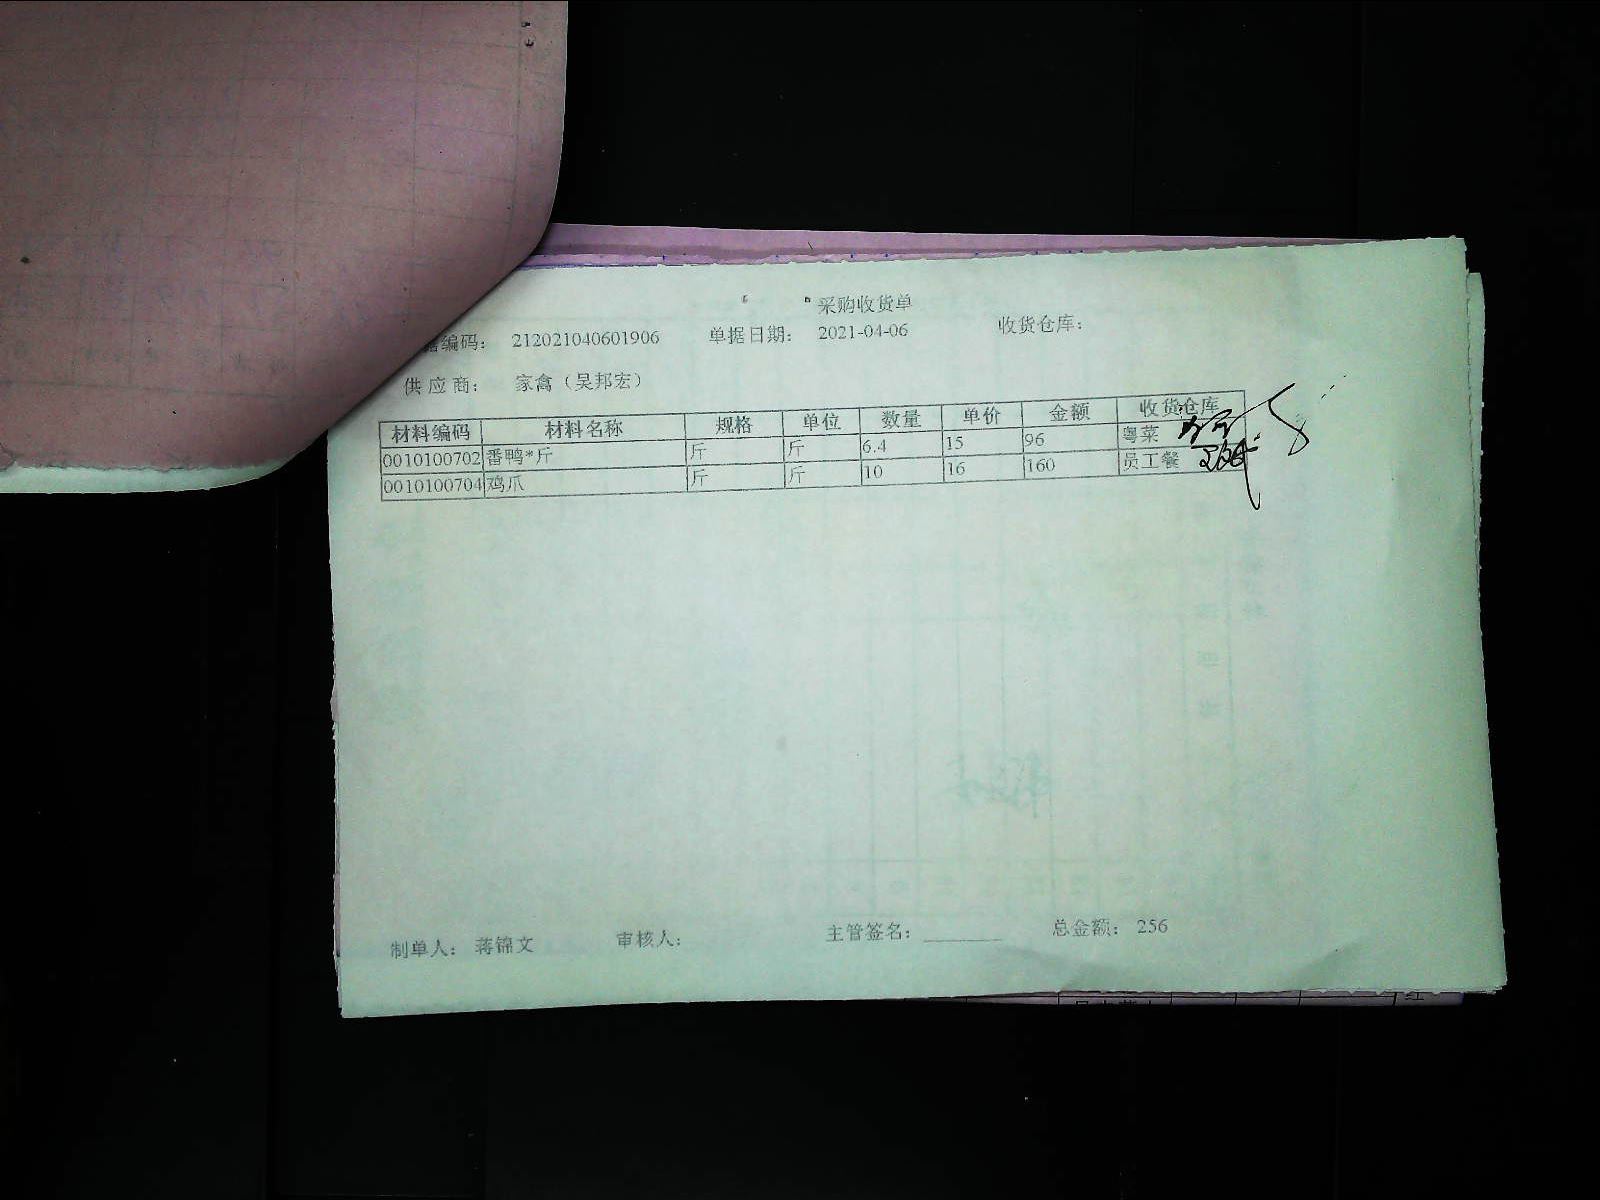 采购收货单
编码： 212021040601906 单据日期： 2021-04-06 收货仓库：
供应商： 家禽（吴邦宏）
材料编码 材料名称 规格 单位 数量 单价 金额 收货仓库
0010100702 番鸭*斤 斤 斤 6.4 15 96 粤菜
0010100704 鸡爪 斤 斤 10 16 160 员工餐
制单人： 蒋锦文 审核人： 主管签名： 总金额： 256